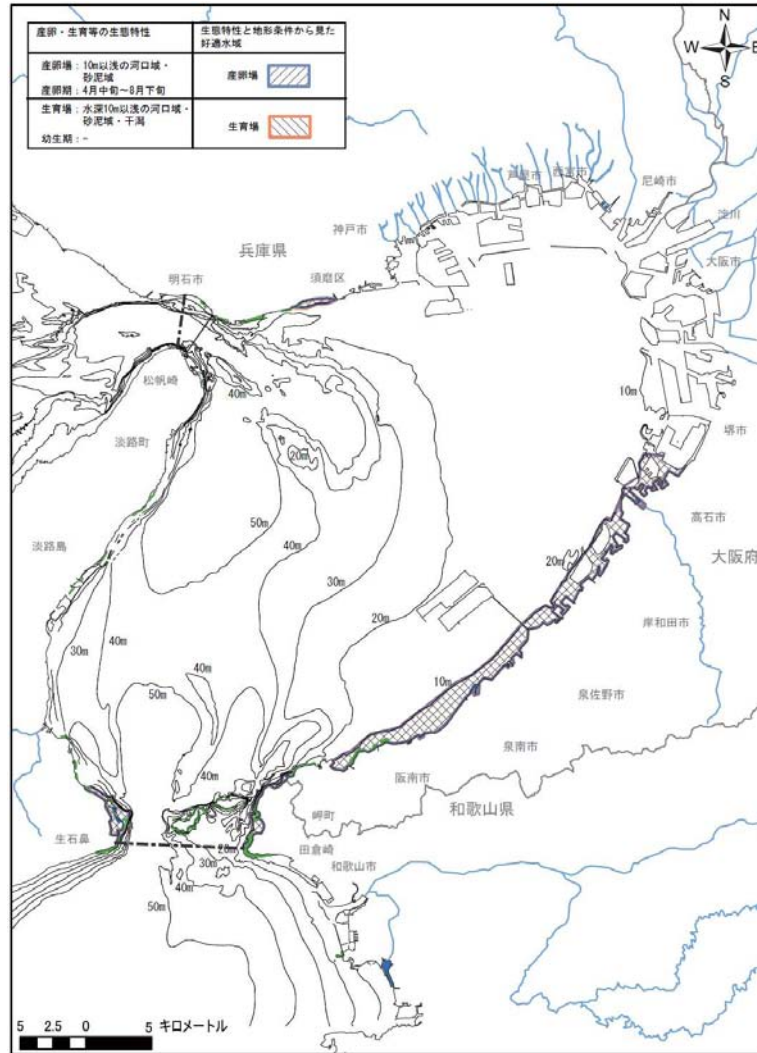 産卵・生育等の生態特性
生態特性と地形条件から見た
好適水域
産卵場：10m以浅の河口域・
砂泥域
産卵期：4月中旬～8月下旬
産卵場
生育場：水深10m以浅の河口域・
砂泥域・干潟
幼生期：-
生育場
N
W
E
S
芦屋市
西宮市
尼崎市
神戸市
淀川
兵庫県
大阪市
明石市
須磨区
松帆崎
40m
10m
淡路町
堺市
20m
50m
高石市
淡路島
40m
20m
大阪府
30m
20m
岸和田市
30m
40m
40m
10m
50m
泉佐野市
泉南市
40m
阪南市
和歌山県
岬町
生石鼻
田倉崎
20m
30m
和歌山市
40m
50m
5 2.5 0 5 キロメートル